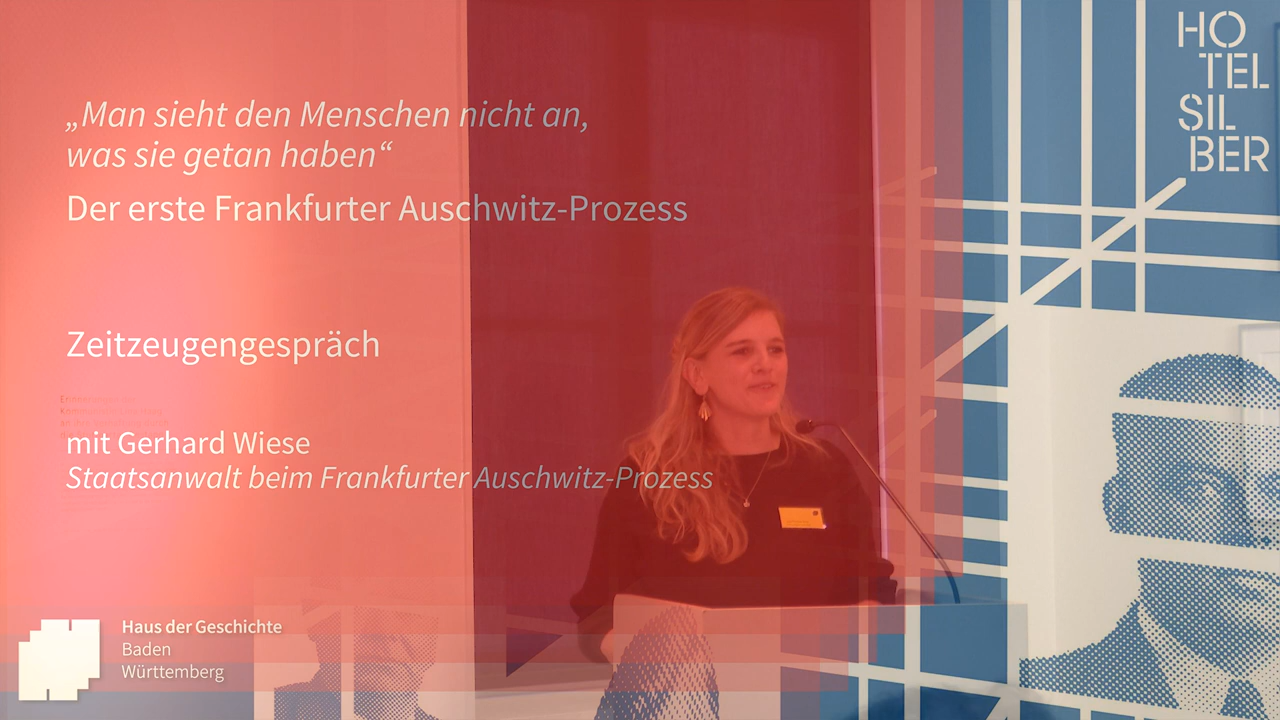 „Man sieht den Menschen nicht an,
was sie getan haben“
Der erste Frankfurter Auschwitz-Prozess
Zeitzeugengespräch
mit Gerhard Wiese
Staatsanwalt beim Frankfurter Auschwitz-Prozess
Haus der Geschichte
Baden
Württemberg
HO
TEL
SIL
BER